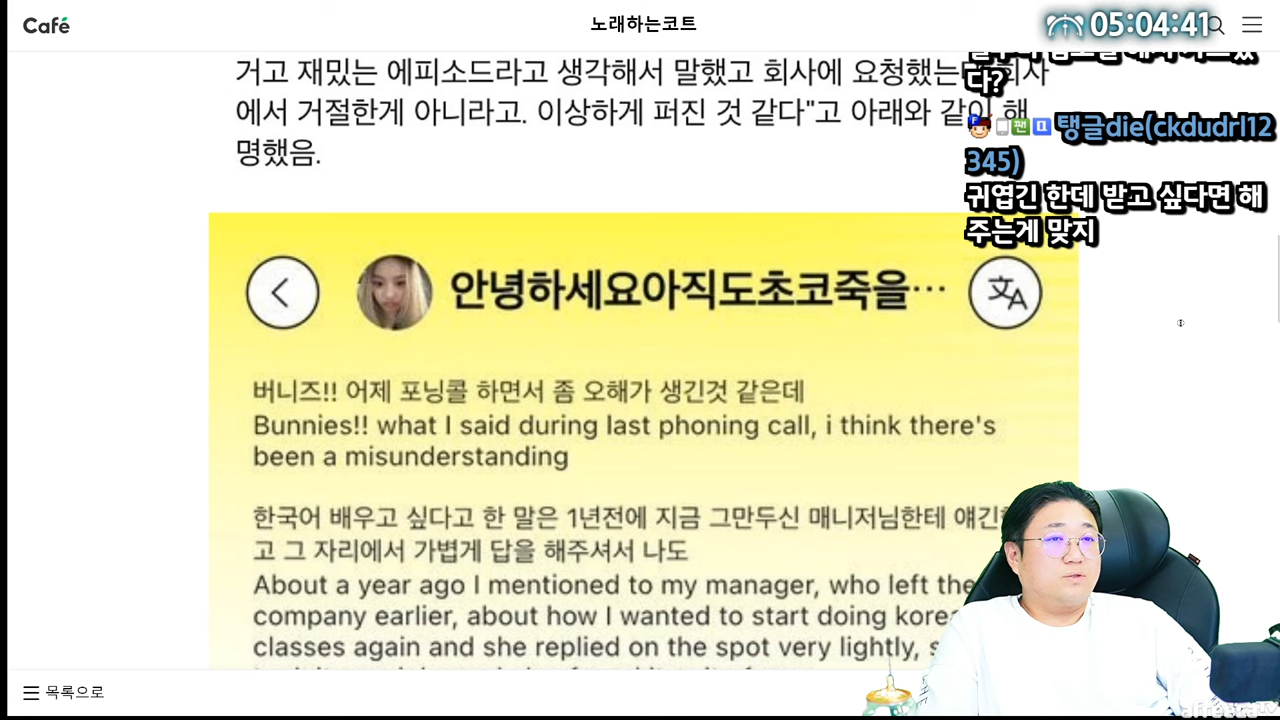 Café
노래하는코트
05:04:41
거고 재밌는 에피소드라고 생각해서 말했고 회사에 요청했는데 회사
에서 거절한게 아니라고. 이상하게 퍼진 것 같다"고 아래와 같이 해
명했음.
다?
탱글die(ckdudrl12
345)
귀엽긴 한데 받고 싶다면 해
주는게 맞지
안녕하세요아직도초코죽을···
버니즈!! 어제 포닝콜 하면서 좀 오해가 생긴것 같은데
Bunnies!! what I said during last phoning call, i think there's
been a misunderstanding
한국어 배우고 싶다고 한 말은 1년전에 지금 그만두신 매니저님한테 얘긴
고 그 자리에서 가볍게 답을 해주셔서 나도
About a year ago I mentioned to my manager, who left the
company earlier, about how I wanted to start doing
classes again and she replied on the spot very lightly,
목록으로
afreecaTV